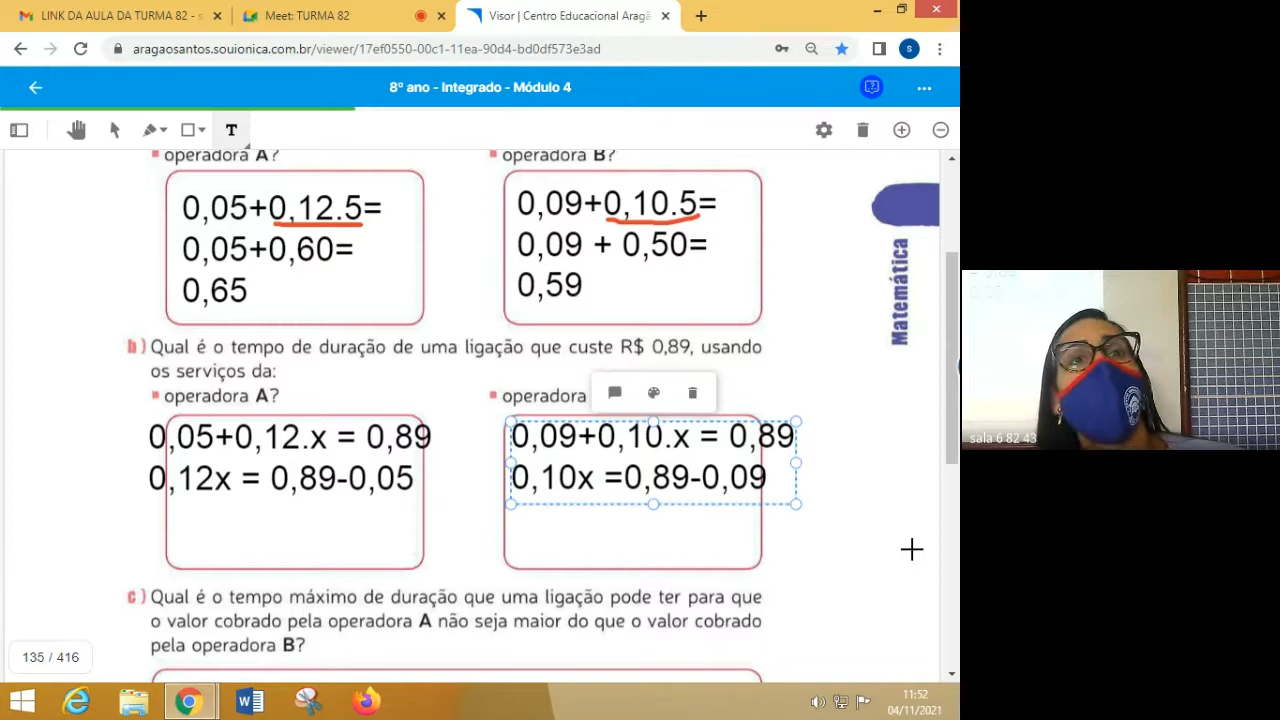 LINK DA AULA DA TURMA 82 - s
Meet: TURMA 82
Visor | Centro Educacional Aragã
aragaosantos.souionica.com.br/viewer/17ef0550-00c1-11ea-90d4-bd0df573e3ad
s
8º ano - Integrado - Módulo 4
T
operadora A?
operadora B?
0,05+0,12.5=
0,05+0,60=
0,65
0,09+0,10.5=
0,09 + 0,50=
0,59
Matemática
b) Qual é o tempo de duração de uma ligação que custe R$ 0,89, usando
os serviços da:
operadora A?
operadora
0,05+0,12.x = 0,89
0,12x = 0,89-0,05
0,09+0,10.x = 0,89
0,10x =0,89-0,09
c) Qual é o tempo máximo de duração que uma ligação pode ter para que
o valor cobrado pela operadora A não seja maior do que o valor cobrado
pela operadora B?
135 / 416
sala 6 82 43
11:52
04/11/2021